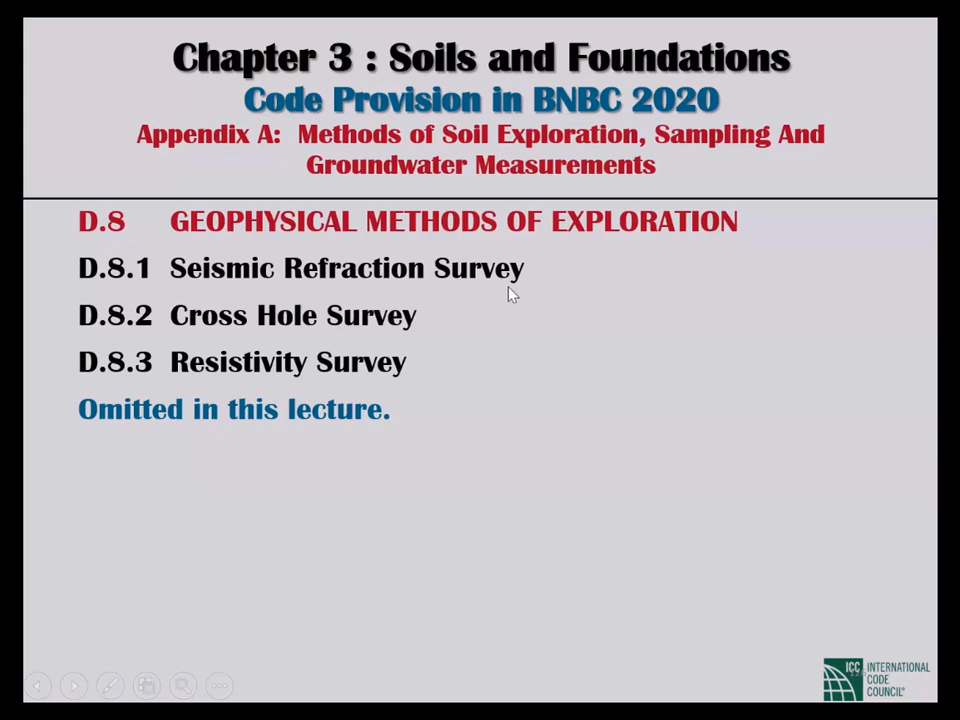 Chapter 3 : Soils and Foundations
Code Provision in BNBC 2020
Appendix A: Methods of Soil Exploration, Sampling And
Groundwater Measurements
D.8 GEOPHYSICAL METHODS OF EXPLORATION
D.8.1 Seismic Refraction Survey
D.8.2 Cross Hole Survey
D.8.3 Resistivity Survey
Omitted in this lecture.
ICC INTERNATIONAL
CODE
COUNCIL®